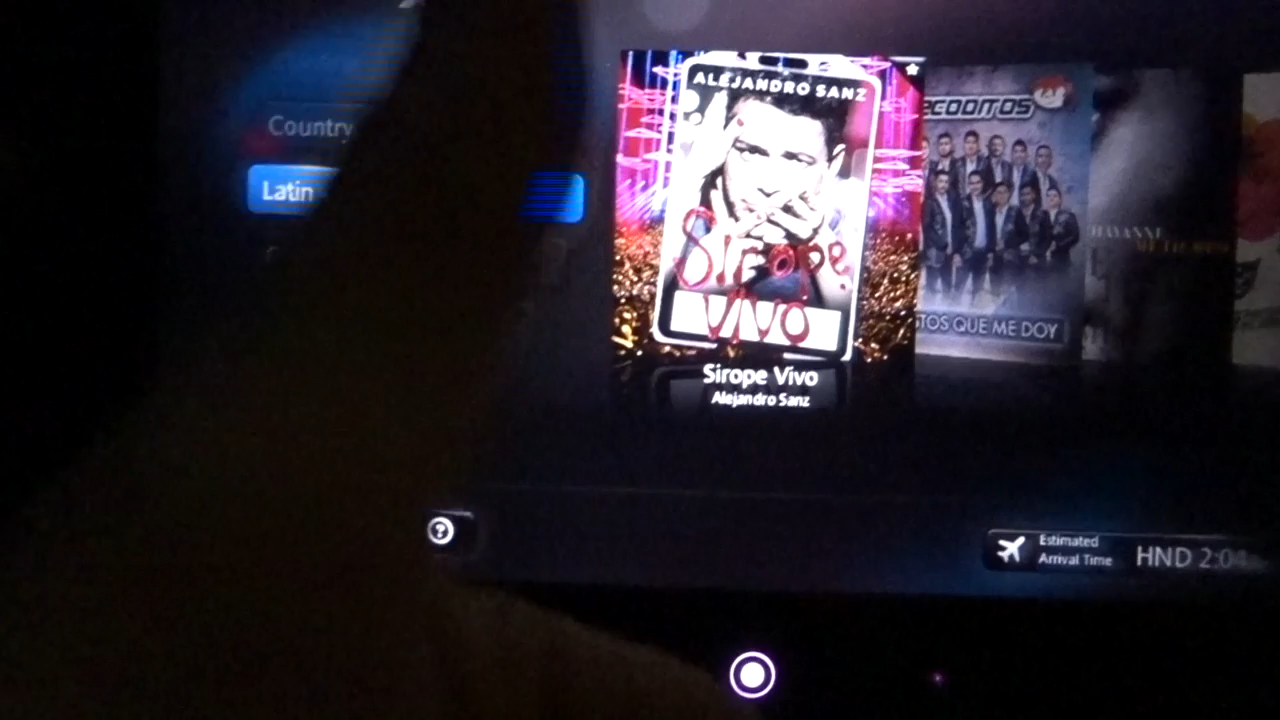 Country
Latin
ALEJANDRO SANZ
Sirope
VIVO
Sirope Vivo
Alejandro Sanz
ECODITOS
TOS QUE ME DOY
?
Estimated
Arrival Time
HND 2:04